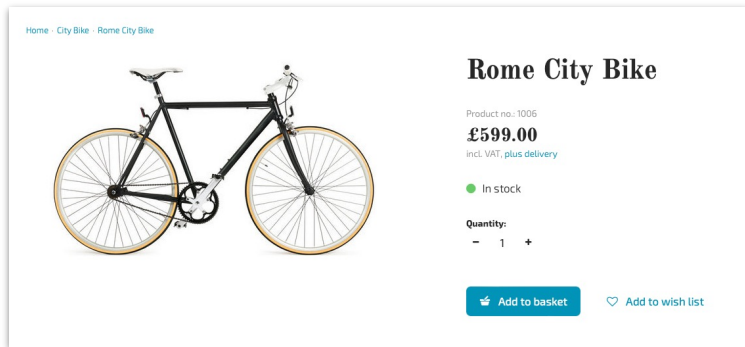 Home · City Bike · Rome City Bike
Rome City Bike
Product no.: 1006
£599.00
incl. VAT, plus delivery
In stock
Quantity:
- 1 +
Add to basket Add to wish list